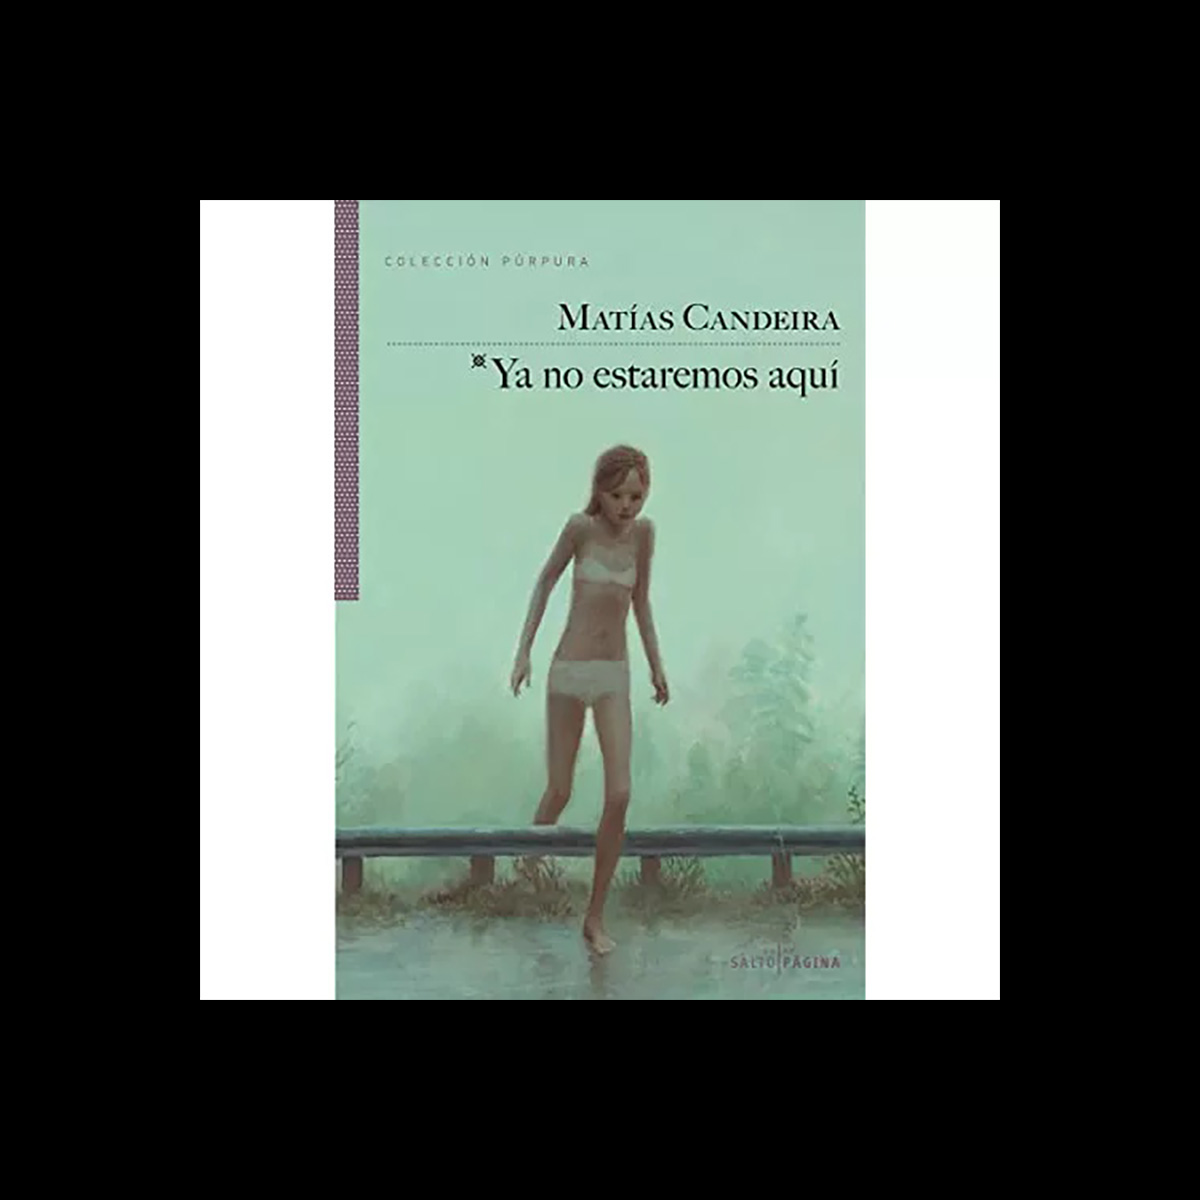 COLECCIÓN PÚRPURA
MATÍAS CANDEIRA
Ya no estaremos aquí
SALTO PÁGINA